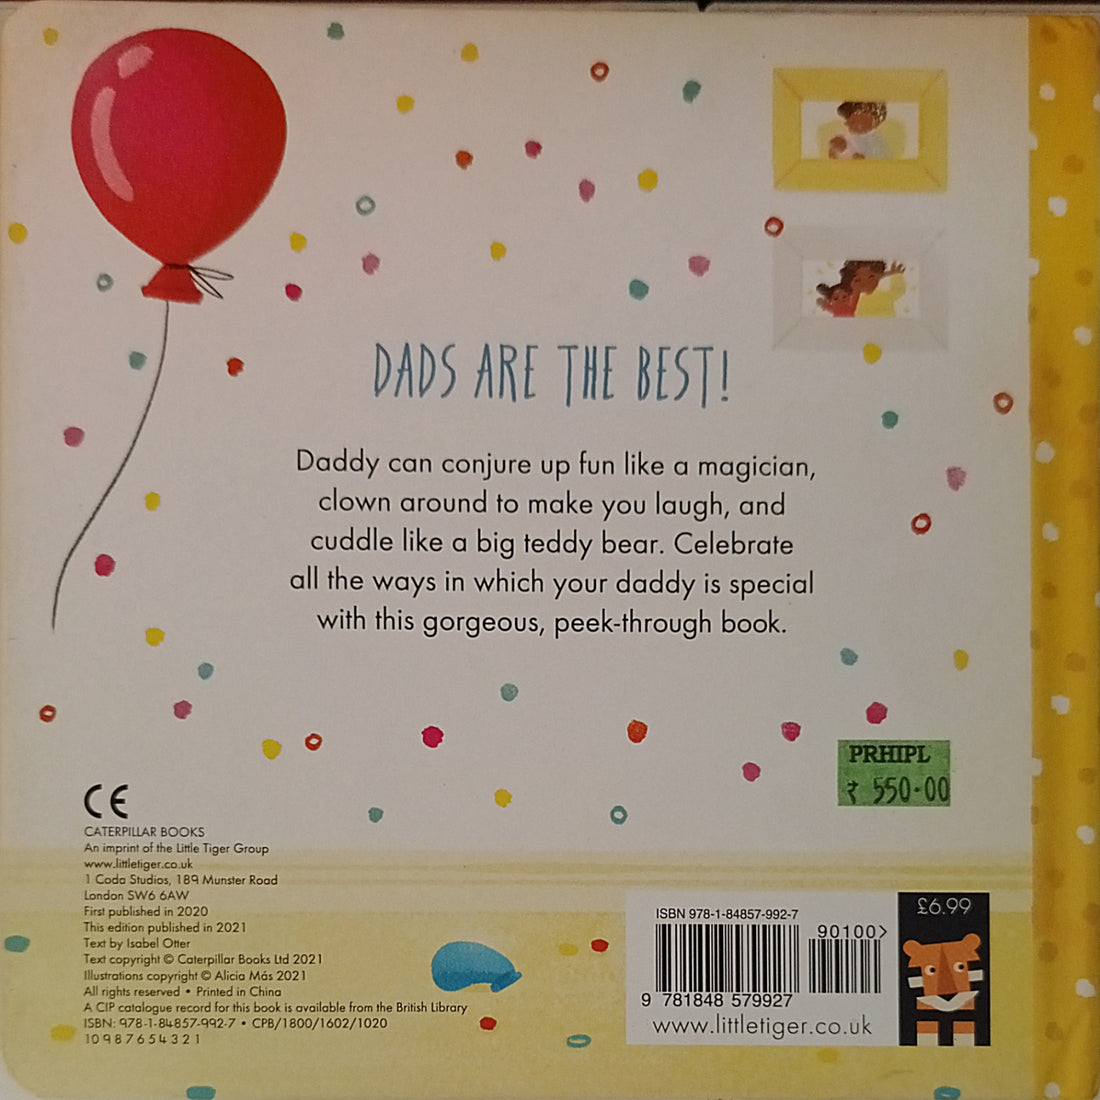 DADS ARE THE BEST!
Daddy can conjure up fun like a magician,
clown around to make you laugh, and
cuddle like a big teddy bear. Celebrate
all the ways in which your daddy is special
with this gorgeous, peek-through book.
PRHIPL
₹ 550.00
CE
CATERPILLAR BOOKS
An imprint of the Little Tiger Group
www.littletiger.co.uk
1 Coda Studios, 189 Munster Road
London SW6 6AW
First published in 2020
This edition published in 2021
Text by Isabel Otter
Text copyright © Caterpillar Books Ltd 2021
Illustrations copyright © Alicia Más 2021
All rights reserved • Printed in China
A CIP catalogue record for this book is available from the British Library
ISBN: 978-1-84857-992-7 • CPB/1800/1602/1020
10 9 8 7 6 5 4 3 2 1
ISBN 978-1-84857-992-7
90100>
9 781848 579927
www.littletiger.co.uk
£6.99